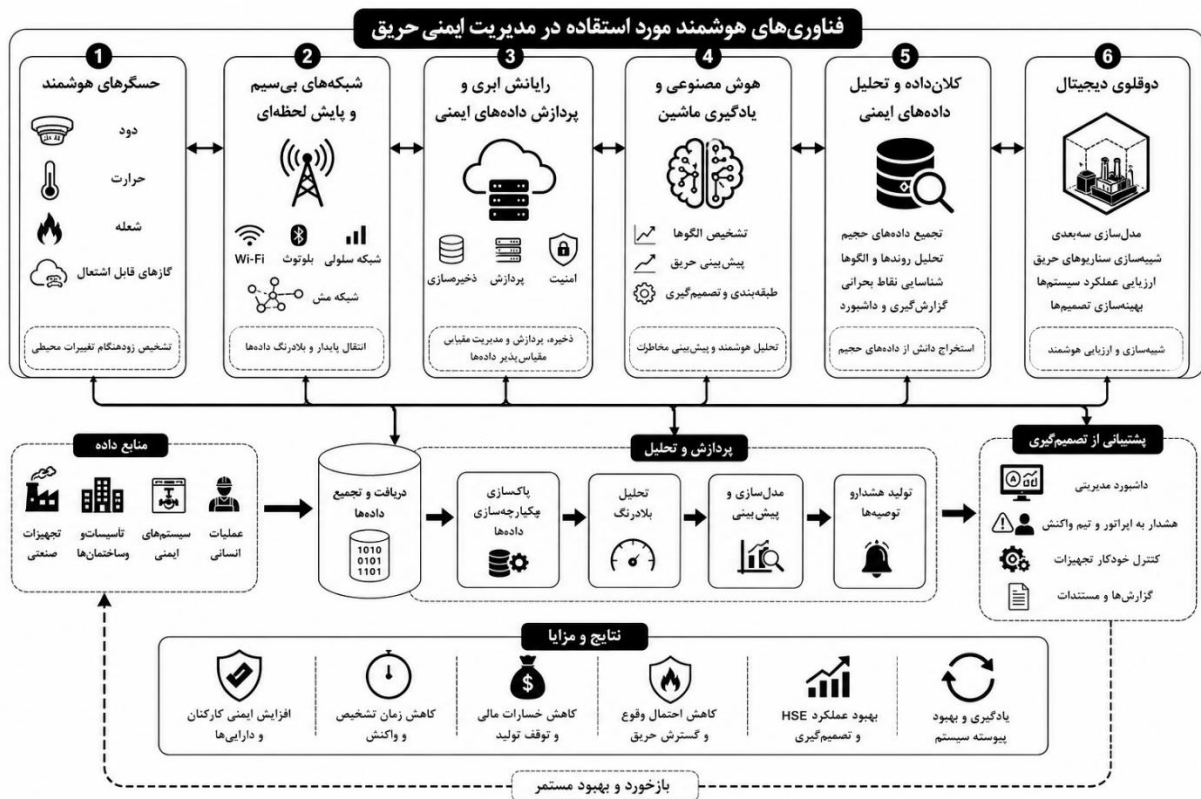 فناوری‌های هوشمند مورد استقاده در مدیریت ایمنی حریق
1
حسگرهای هوشمند
دود
حرارت
شعله
گازهای قابل اشتعال
تشخیص زودهنگام تغییرات محیطی
2
شبکه‌های بی‌سیم
و پایش لحظه‌ای
Wi-Fi
بلوتوث
شبکه سلولی
شبکه مش
انتقال پایدار و بلادرنگ داده‌ها
3
رایانش ابری و
پردازش داده‌های ایمنی
ذخیره‌سازی
پردازش
امنیت
ذخیره، پردازش و مدیریت مقیابی
مقیاس‌پذیر داده‌ها
4
هوش مصنوعی و
یادگیری ماشین
تشخیص الگوها
پیش‌بینی حریق
طبقه‌بندی و تصمیم‌گیری
تحلیل هوشمند و پیش‌بینی مخاطرات
5
کلان‌داده و تحلیل
داده‌های ایمنی
تجمیع داده‌های حجیم
تحلیل روندها و الگوها
شناسایی نقاط بحرانی
گزارش‌گیری و داشبورد
استخراج دانش از داده‌های حجیم
6
دوقلوی دیجیتال
مدل‌سازی سه‌بعدی
شبیه‌سازی سناریوهای حریق
ارزیابی عملکرد سیستم‌ها
بهینه‌سازی تصمیم‌ها
شبیه‌سازی و ارزیابی هوشمند
منابع داده
تجهیزات
صنعتی
تأسیسات‌و
وساختمان‌ها
سیستم‌های
ایمنی
عملیات
انسانی
دریافت و تجمیع
داده‌ها
1010
0101
1101
پردازش و تحلیل
پاک‌سازی
داده‌ها
تحلیل
بلادرنگ
مدل‌سازی و
پیش‌بینی
تولید هشدارو
توصیه‌ها
پشتیبانی از تصمیم‌گیری
داشبورد مدیریتی
هشدار به اپراتور و تیم واکنش
کنترل خودکار تجهیزات
گزارش‌ها و مستندات
نتایج و مزایا
افزایش ایمنی کارکنان
و دارایی‌ها
کاهش زمان تشخیص
و واکنش
$
کاهش خسارات مالی
و توقف تولید
کاهش احتمال وقوع
و گسترش حریق
بهبود عملکرد HSE
و تصمیم‌گیری
یادگیری و بهبود
پیوسته سیستم
بازخورد و بهبود مستمر